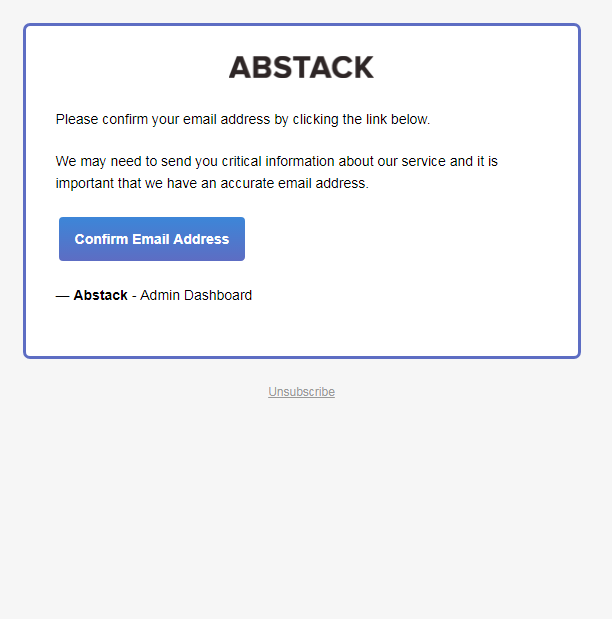 ABSTACK
Please confirm your email address by clicking the link below.
We may need to send you critical information about our service and it is
important that we have an accurate email address.
Confirm Email Address
— Abstack - Admin Dashboard
Unsubscribe